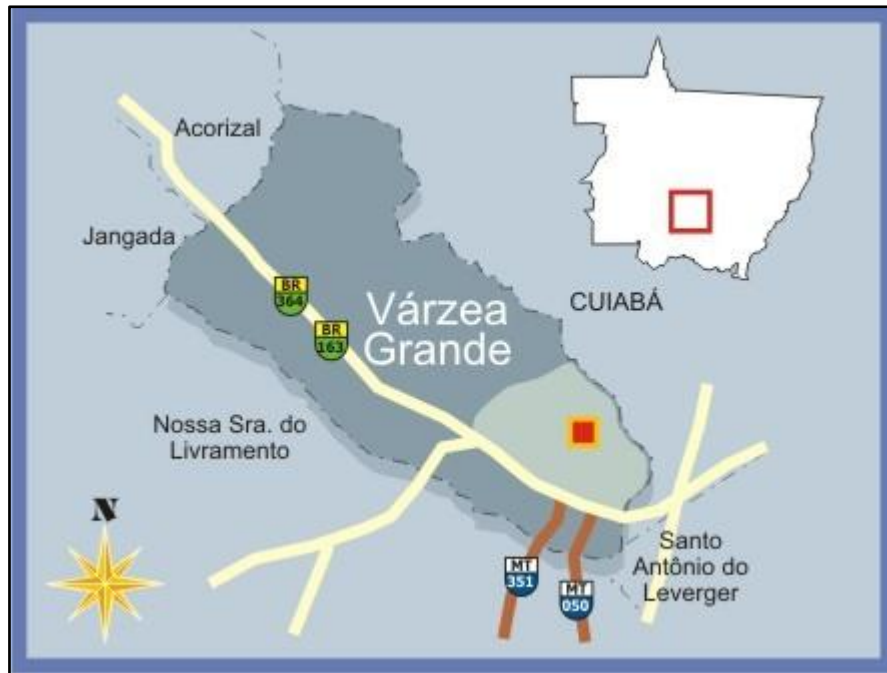 Acorizal
Jangada
BR
364
CUIABÁ
Várzea
Grande
BR
163
Nossa Sra. do
Livramento
N
Santo
Antônio do
Leverger
MT
351
MT
050